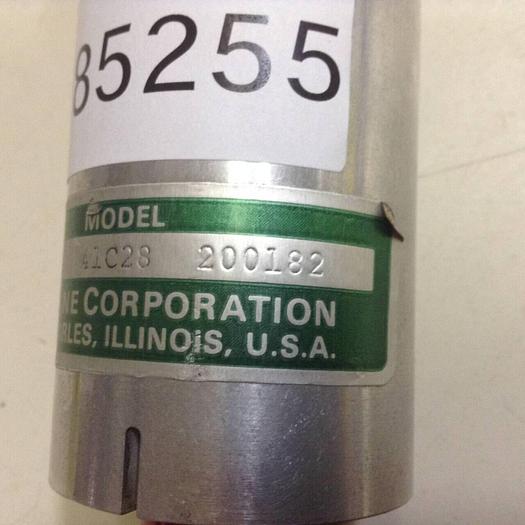 85255
MODEL
41C28 200182
NE CORPORATION
RLES, ILLINOIS, U.S.A.